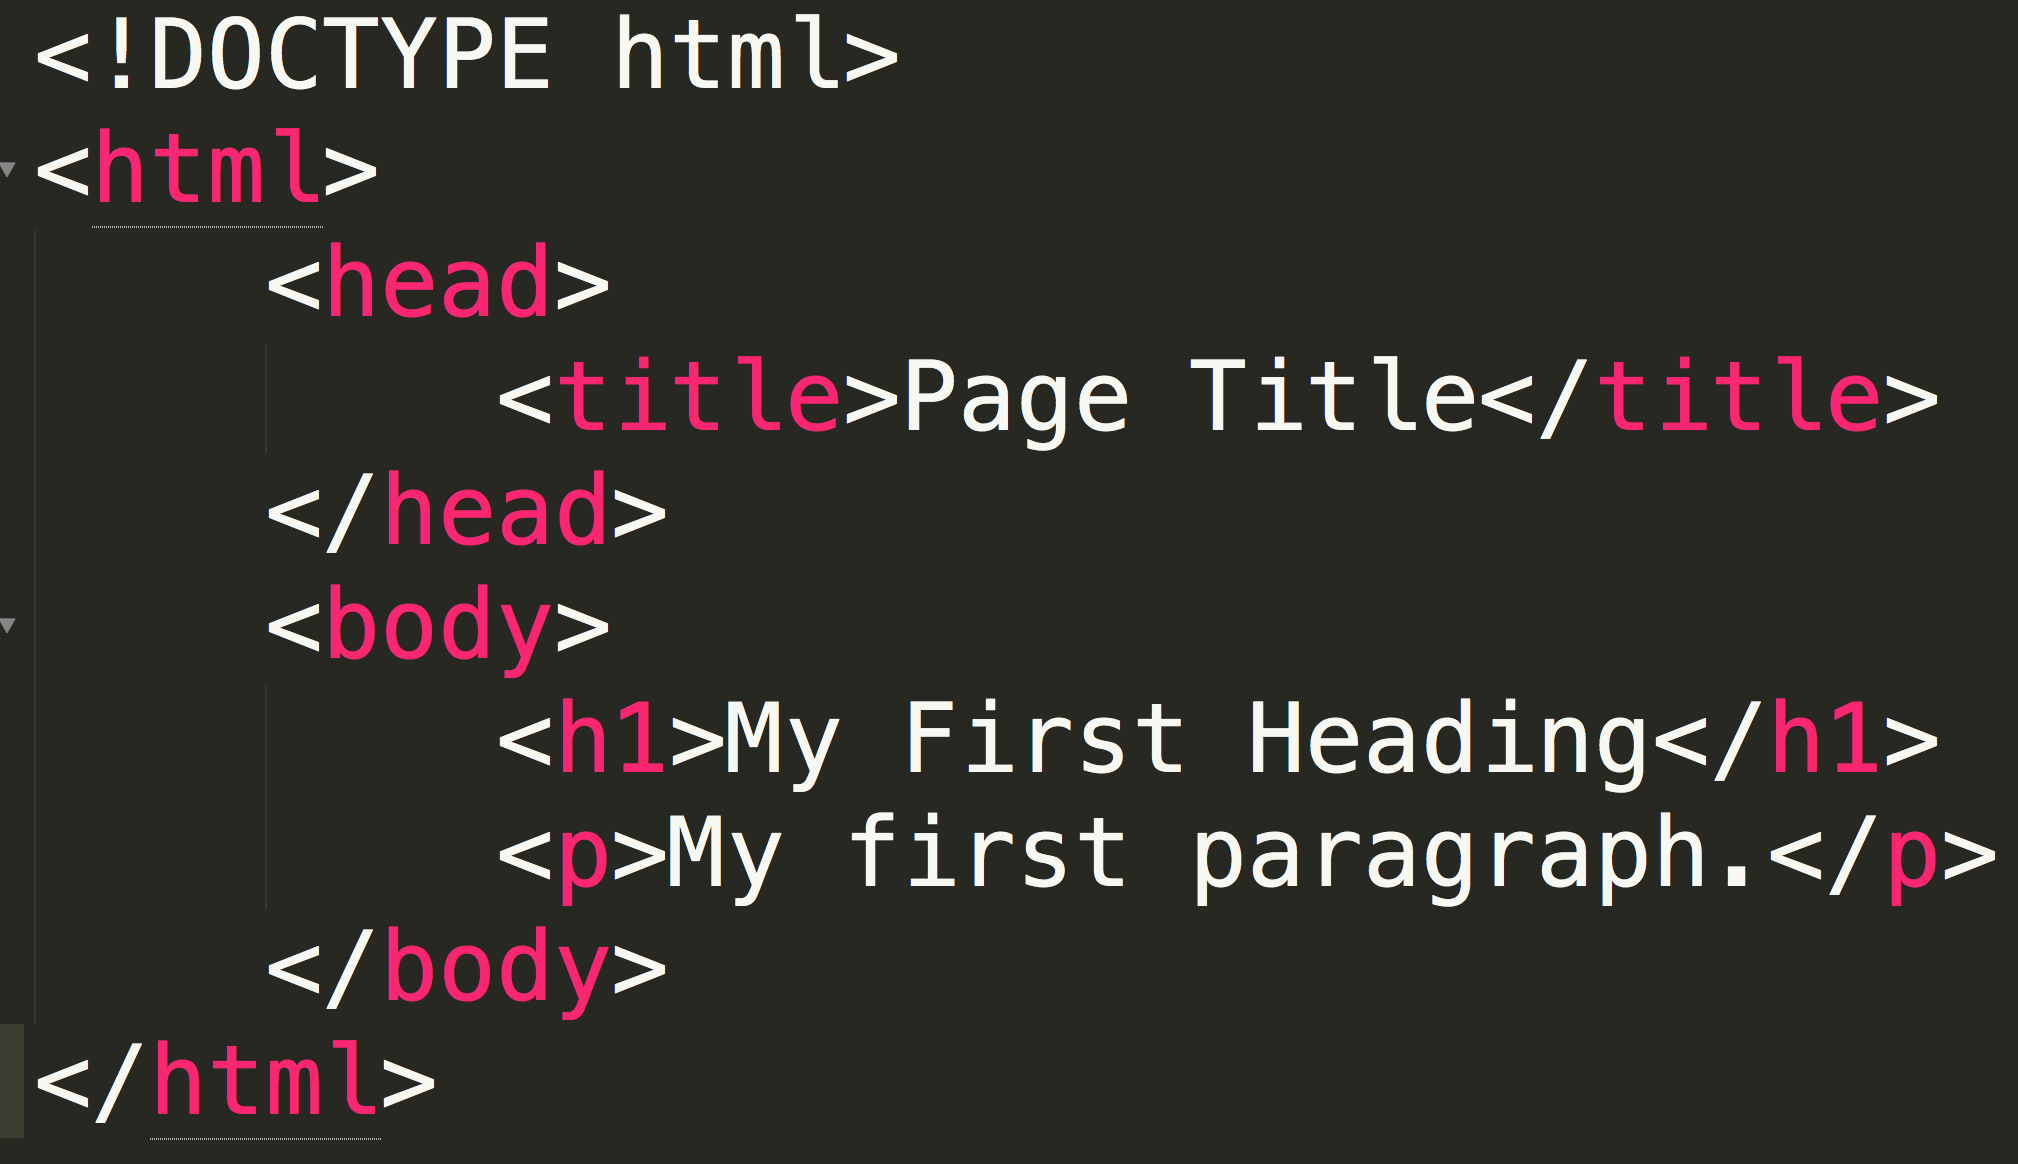 <!DOCTYPE html>
<html>
    <head>
        <title>Page Title</title>
    </head>
    <body>
        <h1>My First Heading</h1>
        <p>My first paragraph.</p>
    </body>
</html>